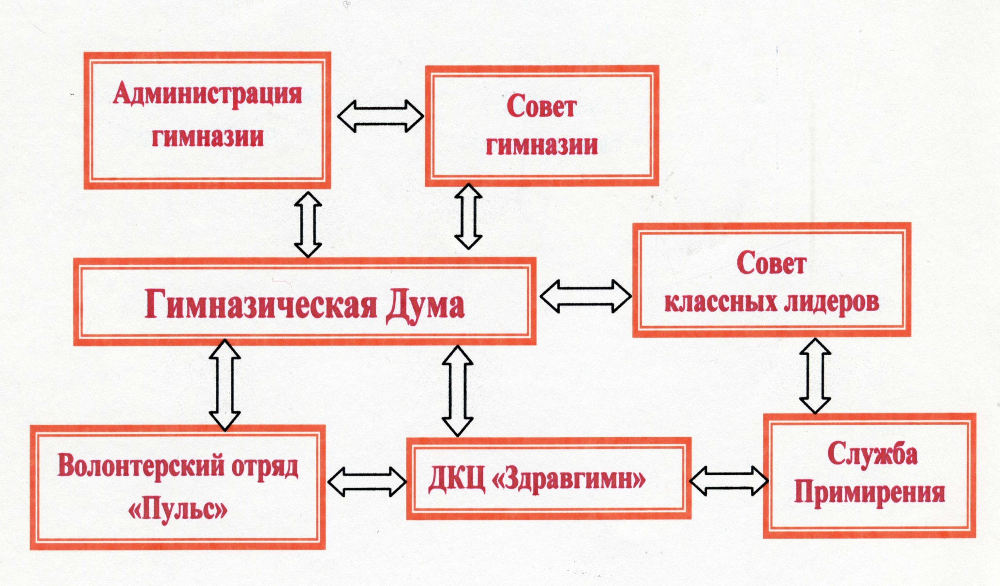 Администрация
гимназии
Совет
гимназии
Гимназическая Дума
Совет
классных лидеров
Волонтерский отряд
«Пульс»
ДКЦ «Здравгимн»
Служба
Примирения